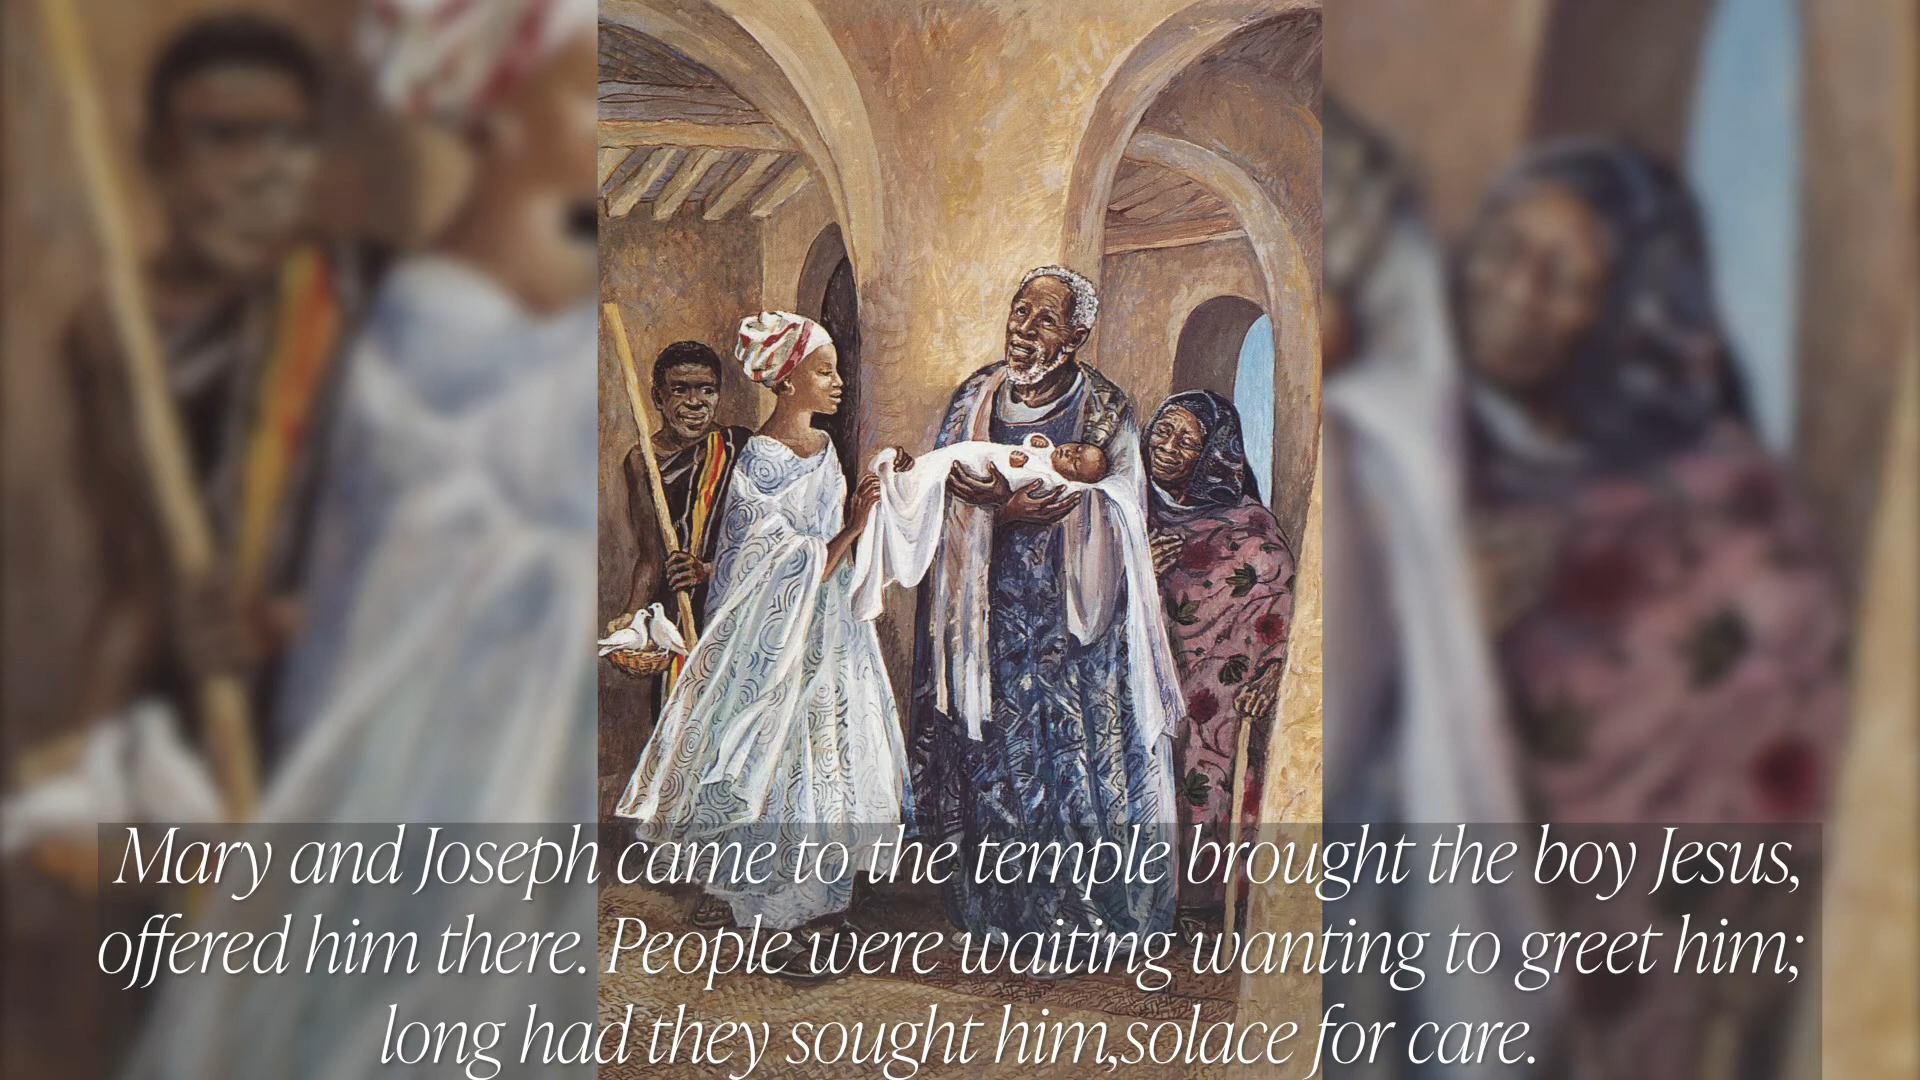 Mary and Joseph came to the temple brought the boy Jesus,
offered him there. People were waiting wanting to greet him;
long had they sought him,solace for care.